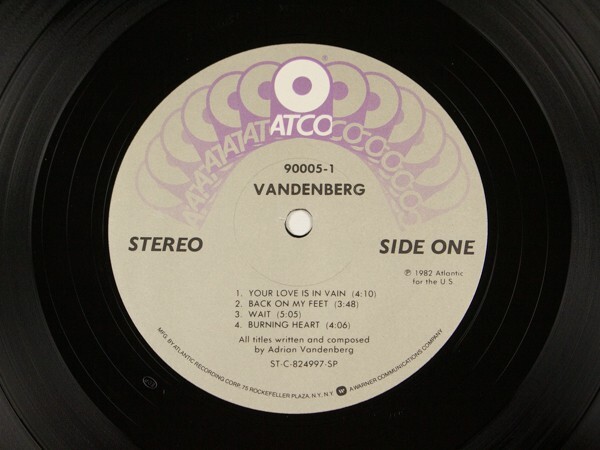 ATCO
90005-1
VANDENBERG
STEREO
SIDE ONE
℗ 1982 Atlantic
for the U S
1. YOUR LOVE IS IN VAIN (4:10)
2. BACK ON MY FEET (3:48)
3. WAIT (5:05)
4. BURNING HEART (4:06)
All titles written and composed
by Adrian Vandenberg
ST-C-824997-SP
MFG. BY ATLANTIC RECORDING CORP. 75 ROCKEFELLER PLAZA, N.Y. N.Y. A WARNER COMMUNICATIONS COMPANY